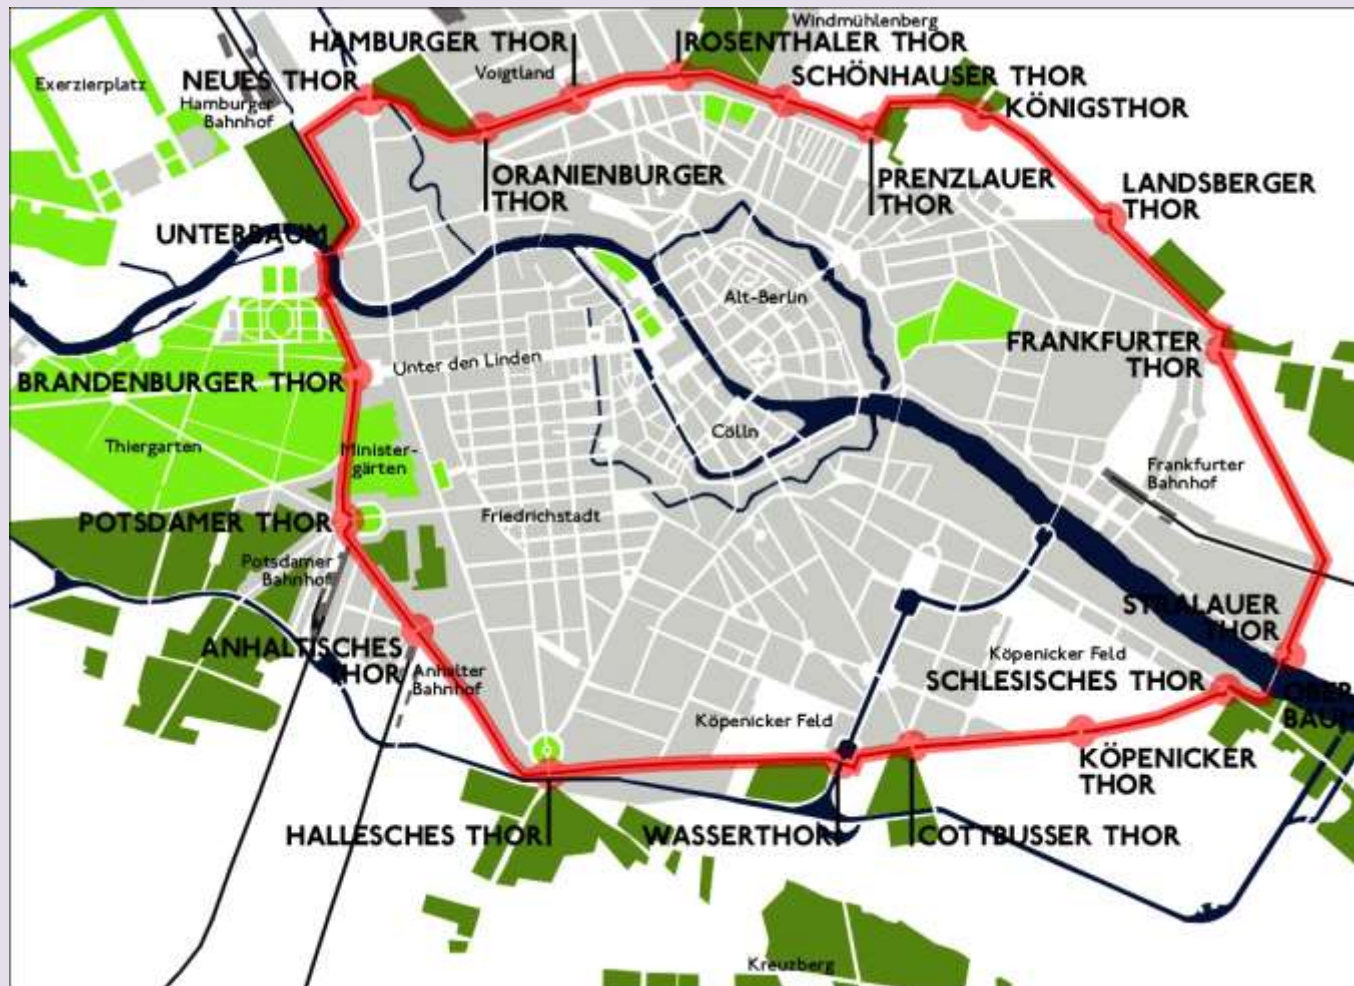 Windmühlenberg
HAMBURGER THOR
ROSENTHALER THOR
Voigtland
SCHÖNHAUSER THOR
Exerzierplatz
NEUES THOR
Hamburger
Bahnhof
KÖNIGSTHOR
ORANIENBURGER
THOR
PRENZLAUER
THOR
LANDSBERGER
THOR
UNTERBAUM
Alt-Berlin
FRANKFURTER
THOR
Unter den Linden
BRANDENBURGER THOR
Thiergarten
Minister-
gärten
Cölln
Frankfurter
Bahnhof
Friedrichstadt
POTSDAMER THOR
Potsdamer
Bahnhof
STRALAUER
THOR
ANHALTISCHES
THOR
Anhalter
Bahnhof
Köpenicker Feld
SCHLESISCHES THOR
OBER
BAUM
Köpenicker Feld
KÖPENICKER
THOR
HALLESCHES THOR
WASSERTHOR
COTTBUSSER THOR
Kreuzberg